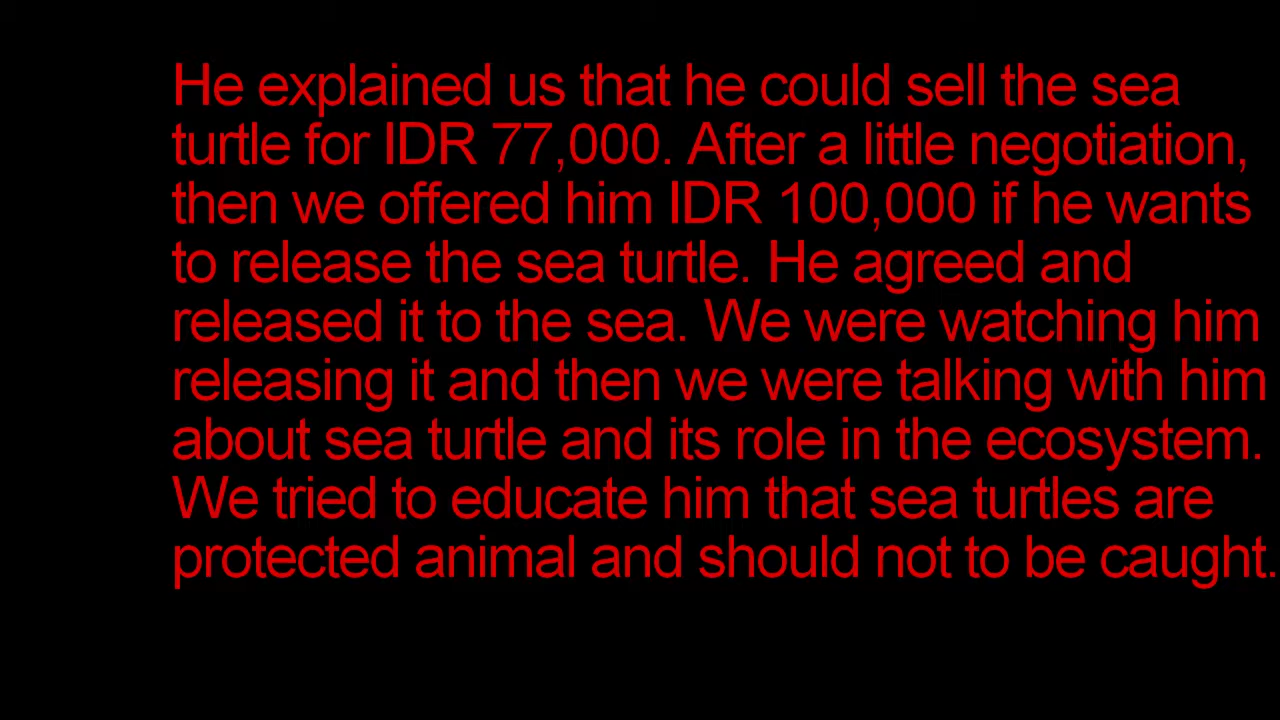 He explained us that he could sell the sea
turtle for IDR 77,000. After a little negotiation,
then we offered him IDR 100,000 if he wants
to release the sea turtle. He agreed and
released it to the sea. We were watching him
releasing it and then we were talking with him
about sea turtle and its role in the ecosystem.
We tried to educate him that sea turtles are
protected animal and should not to be caught.